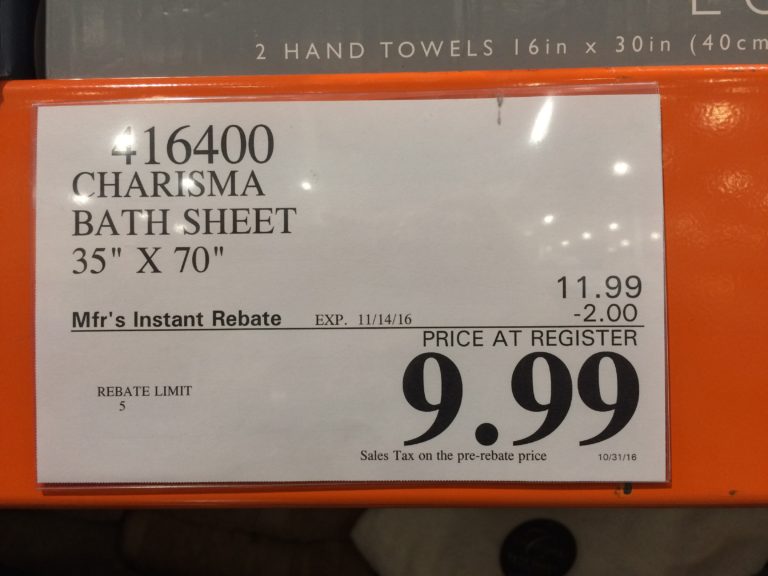 2 HAND TOWELS 16in x 30in (40cm
416400
CHARISMA
BATH SHEET
35" X 70"
11.99
Mfr's Instant Rebate EXP. 11/14/16 -2.00
PRICE AT REGISTER
9.99
REBATE LIMIT
5
Sales Tax on the pre-rebate price 10/31/16